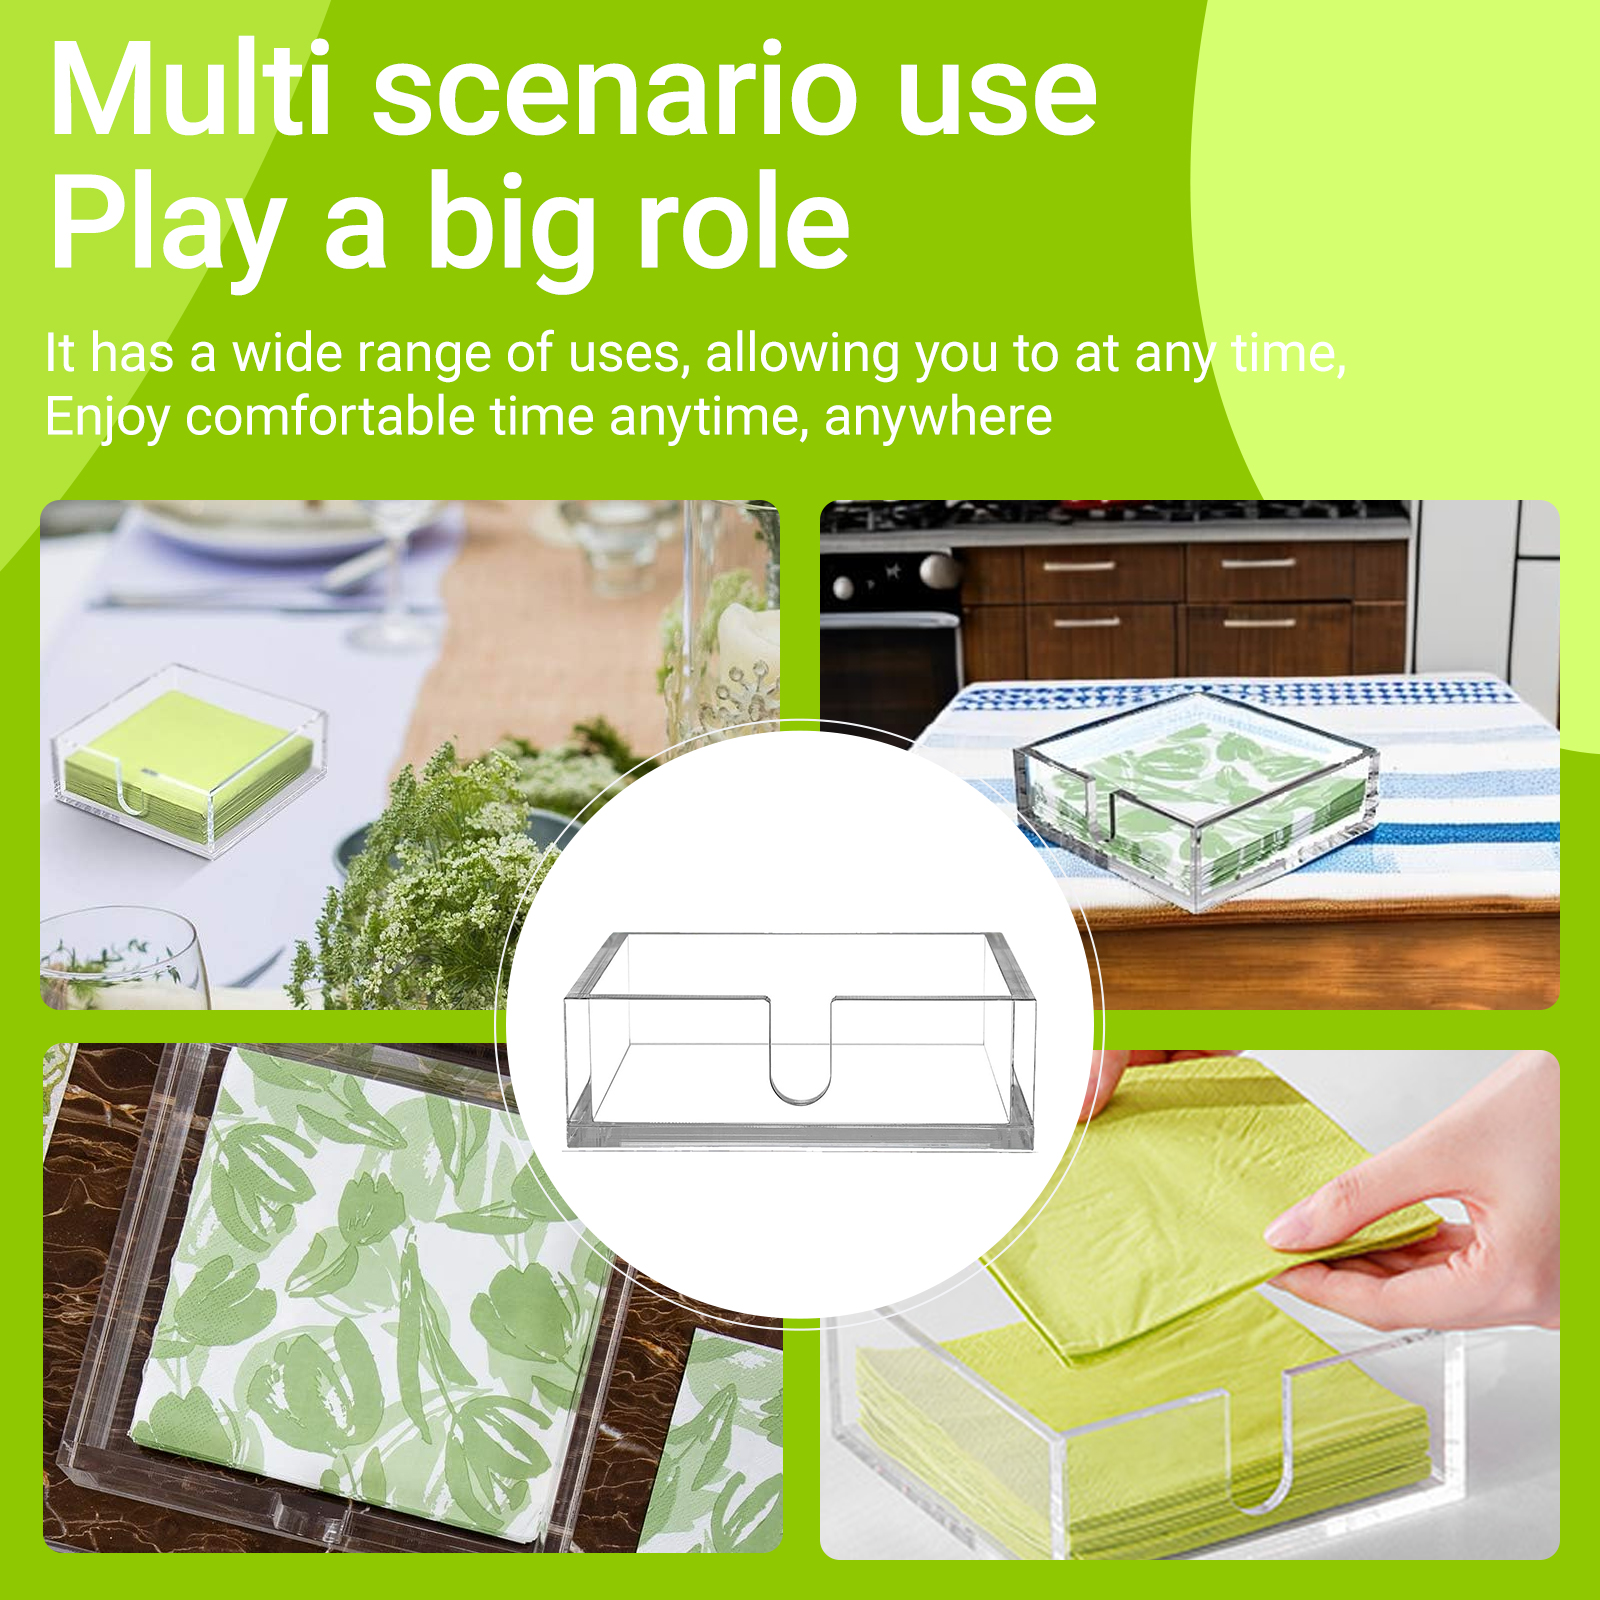 Multi scenario use
Play a big role
It has a wide range of uses, allowing you to at any time,
Enjoy comfortable time anytime, anywhere